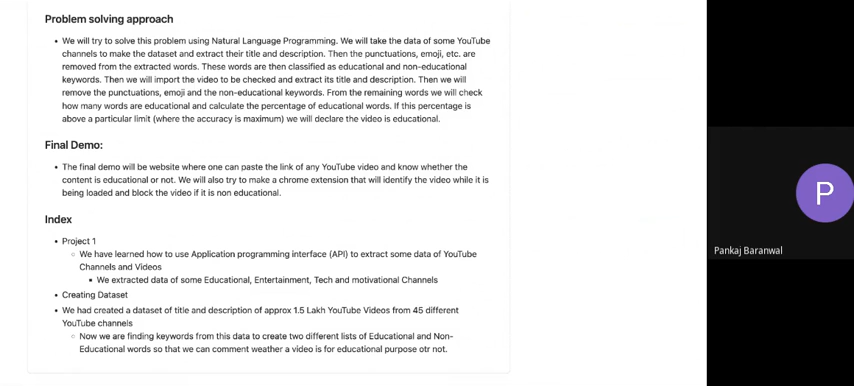 Problem solving approach
• We will try to solve this problem using Natural Language Programming. We will take the data of some YouTube
channels to make the dataset and extract their title and description. Then the punctuations, emoji, etc. are
removed from the extracted words. These words are then classified as educational and non-educational
keywords. Then we will import the video to be checked and extract its title and description. Then we will
remove the punctuations, emoji and the non-educational keywords. From the remaining words we will check
how many words are educational and calculate the percentage of educational words. If this percentage is
above a particular limit (where the accuracy is maximum) we will declare the video is educational.
Final Demo:
• The final demo will be website where one can paste the link of any YouTube video and know whether the
content is educational or not. We will also try to make a chrome extension that will identify the video while it is
being loaded and block the video if it is non educational.
Index
• Project 1
◦ We have learned how to use Application programming interface (API) to extract some data of YouTube
Channels and Videos
▪ We extracted data of some Educational, Entertainment, Tech and motivational Channels
• Creating Dataset
• We had created a dataset of title and description of approx 1.5 Lakh YouTube Videos from 45 different
YouTube channels
◦ Now we are finding keywords from this data to create two different lists of Educational and Non-
Educational words so that we can comment weather a video is for educational purpose otr not.
P
Pankaj Baranwal